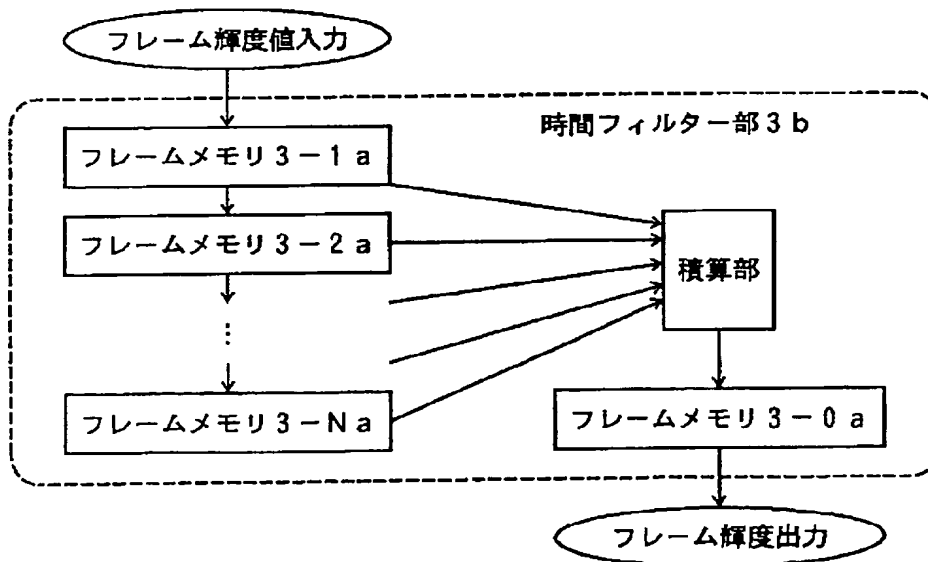 フレーム輝度値入力
時間フィルター部3b
フレームメモリ3-1a
フレームメモリ3-2a
積算部
⋮
フレームメモリ3-Na
フレームメモリ3-0a
フレーム輝度出力